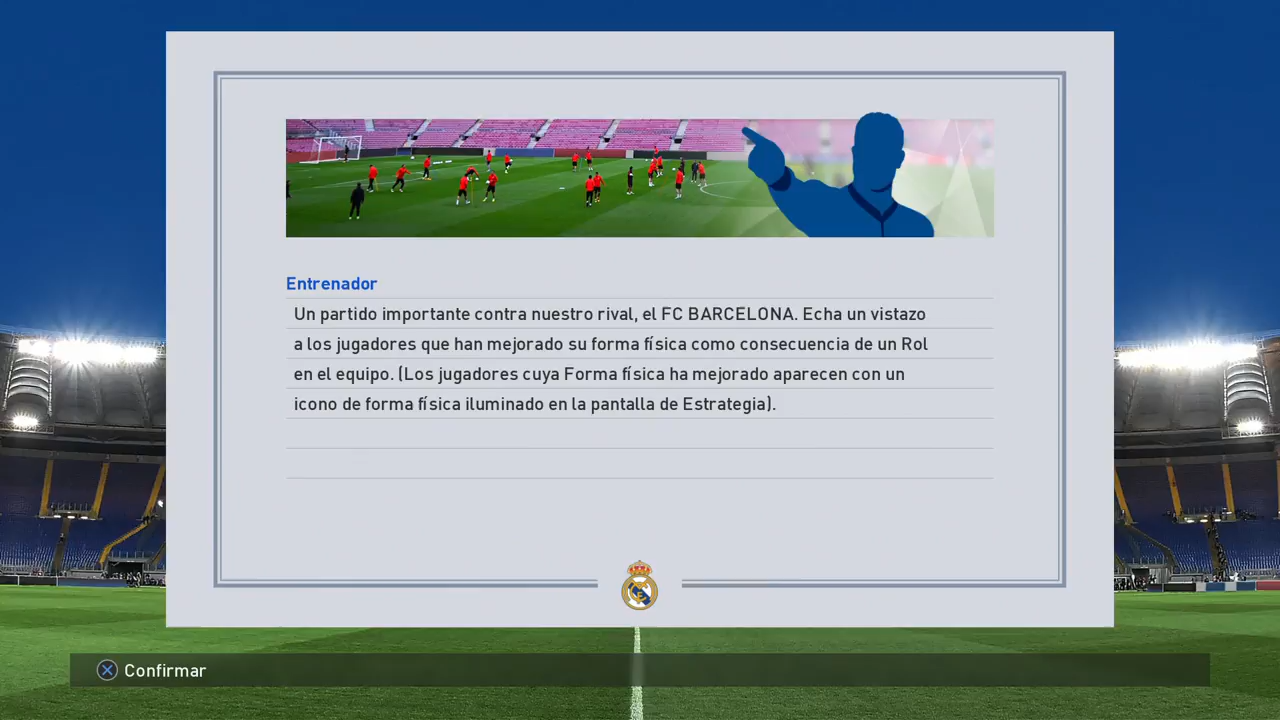 Entrenador
Un partido importante contra nuestro rival, el FC BARCELONA. Echa un vistazo
a los jugadores que han mejorado su forma física como consecuencia de un Rol
en el equipo. (Los jugadores cuya Forma física ha mejorado aparecen con un
icono de forma física iluminado en la pantalla de Estrategia).
Confirmar